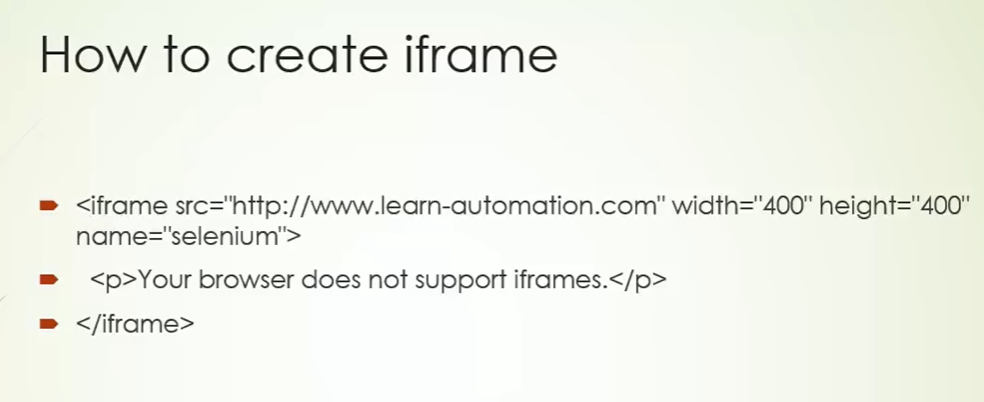 How to create iframe
<iframe src="http://www.learn-automation.com" width="400" height="400"
name="selenium">
<p>Your browser does not support iframes.</p>
</iframe>